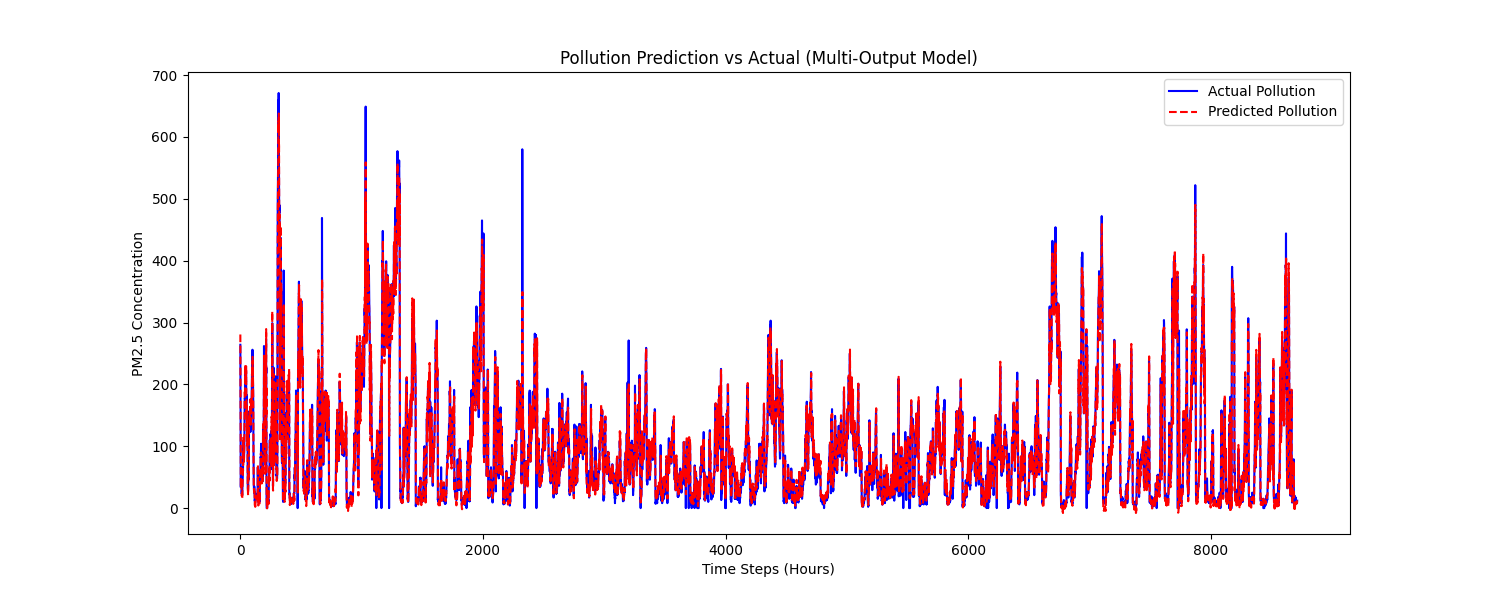 Pollution Prediction vs Actual (Multi-Output Model)
Actual Pollution
Predicted Pollution
PM2.5 Concentration
700
600
500
400
300
200
100
0
0 2000 4000 6000 8000
Time Steps (Hours)